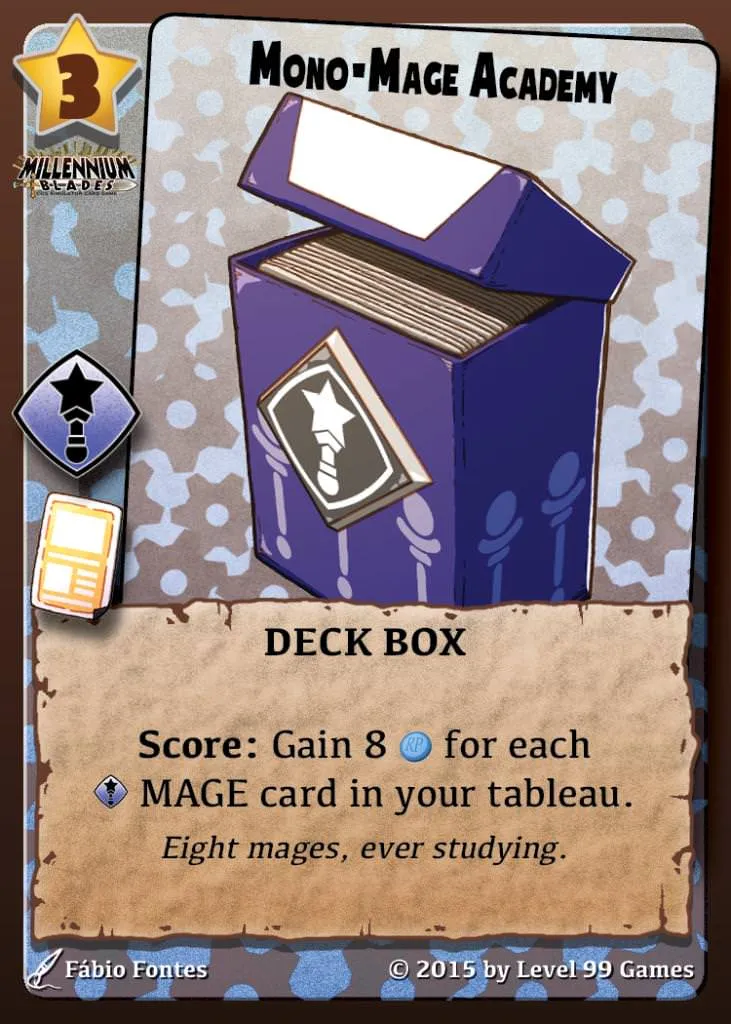 3
MONO-MAGE ACADEMY
MILLENNIUM
BLADES
DECK BOX
Score: Gain 8 RP for each
MAGE card in your tableau.
Eight mages, ever studying.
Fábio Fontes
© 2015 by Level 99 Games